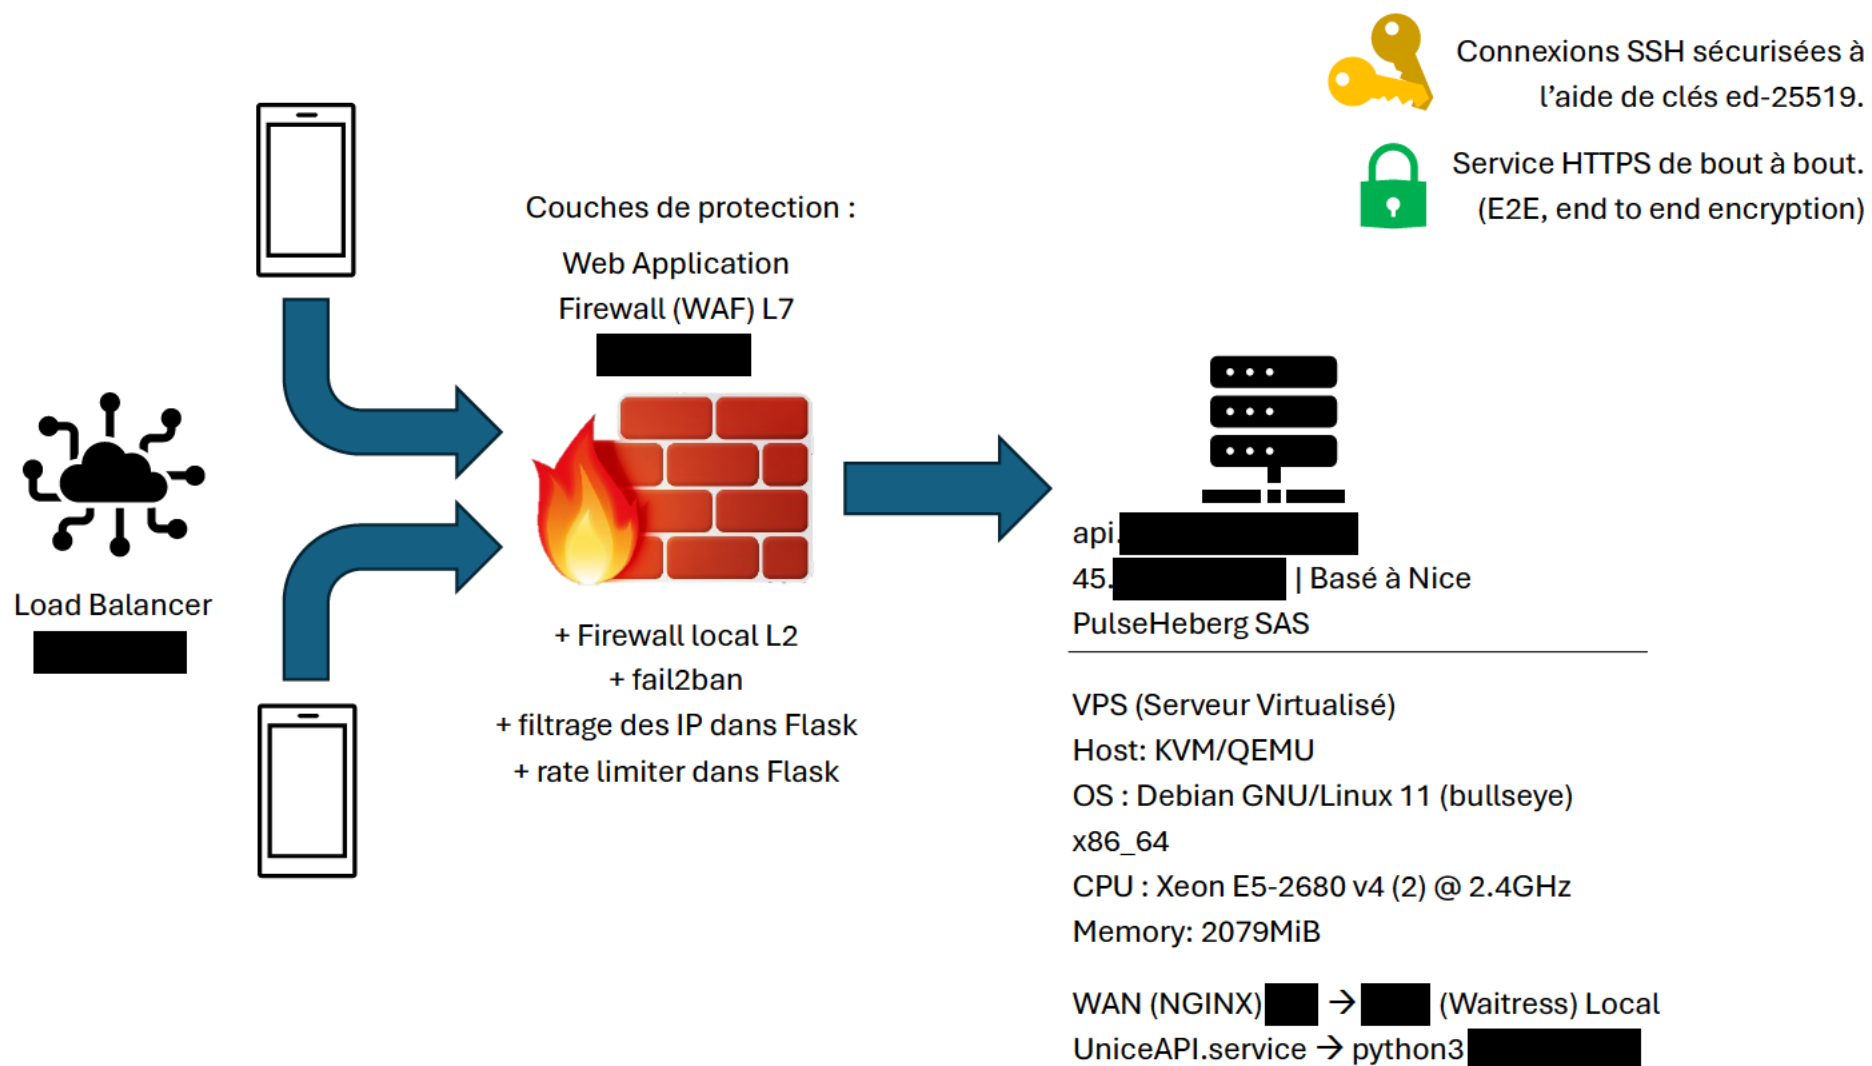 Connexions SSH sécurisées à
l’aide de clés ed-25519.
Service HTTPS de bout à bout.
(E2E, end to end encryption)
Couches de protection :
Web Application
Firewall (WAF) L7
Load Balancer
+ Firewall local L2
+ fail2ban
+ filtrage des IP dans Flask
+ rate limiter dans Flask
api.
45. | Basé à Nice
PulseHeberg SAS
VPS (Serveur Virtualisé)
Host: KVM/QEMU
OS : Debian GNU/Linux 11 (bullseye)
x86_64
CPU : Xeon E5-2680 v4 (2) @ 2.4GHz
Memory: 2079MiB
WAN (NGINX) → (Waitress) Local
UniceAPI.service → python3